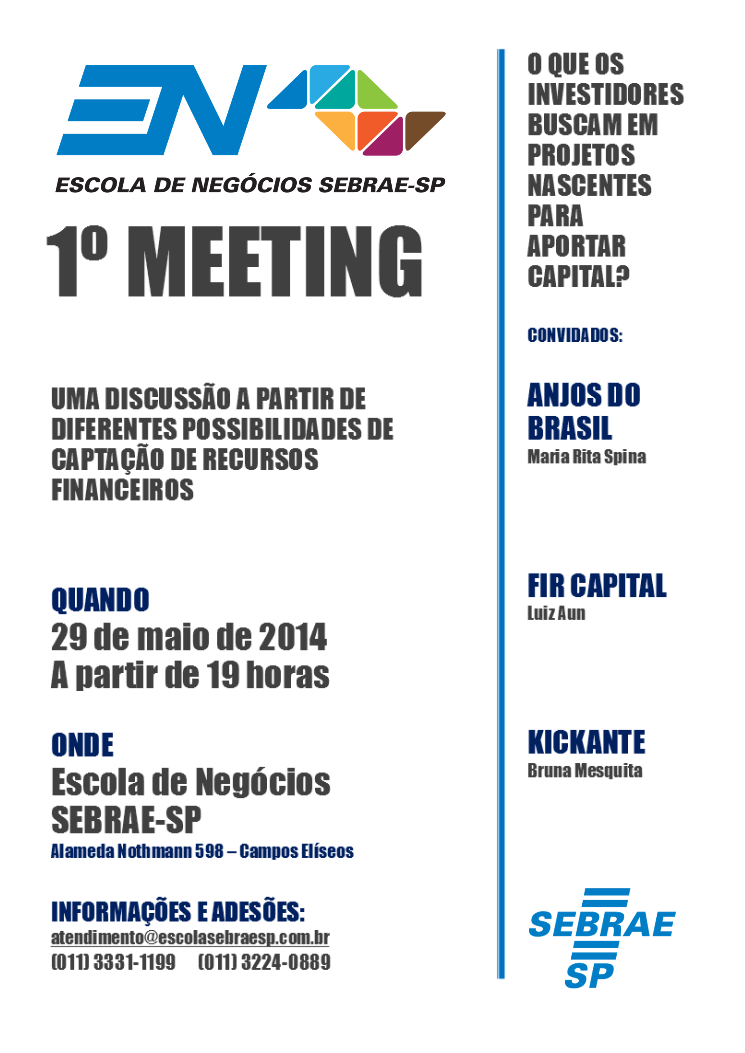 EN
ESCOLA DE NEGÓCIOS SEBRAE-SP
1º MEETING
UMA DISCUSSÃO A PARTIR DE
DIFERENTES POSSIBILIDADES DE
CAPTAÇÃO DE RECURSOS
FINANCEIROS
QUANDO
29 de maio de 2014
A partir de 19 horas
ONDE
Escola de Negócios
SEBRAE-SP
Alameda Nothmann 598 – Campos Elíseos
INFORMAÇÕES E ADESÕES:
atendimento@escolasebraesp.com.br
(011) 3331-1199 (011) 3224-0889
O QUE OS
INVESTIDORES
BUSCAM EM
PROJETOS
NASCENTES
PARA
APORTAR
CAPITAL?
CONVIDADOS:
ANJOS DO
BRASIL
Maria Rita Spina
FIR CAPITAL
Luiz Aun
KICKANTE
Bruna Mesquita
SEBRAE
SP